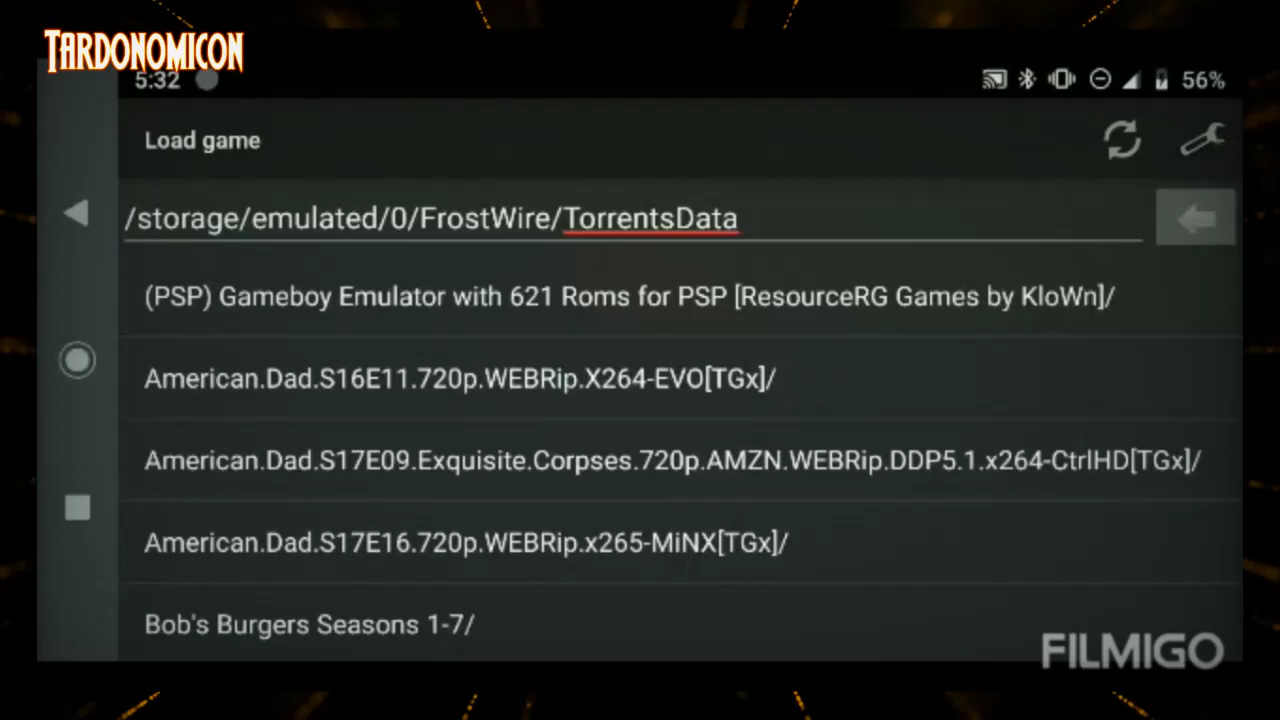 TARDONOMICON
5:32
56%
Load game
/storage/emulated/0/FrostWire/TorrentsData
(PSP) Gameboy Emulator with 621 Roms for PSP [ResourceRG Games by KloWn]/
American.Dad.S16E11.720p.WEBRip.X264-EVO[TGx]/
American.Dad.S17E09.Exquisite.Corpses.720p.AMZN.WEBRip.DDP5.1.x264-CtrlHD[TGx]/
American.Dad.S17E16.720p.WEBRip.x265-MiNX[TGx]/
Bob's Burgers Seasons 1-7/
FILMIGO